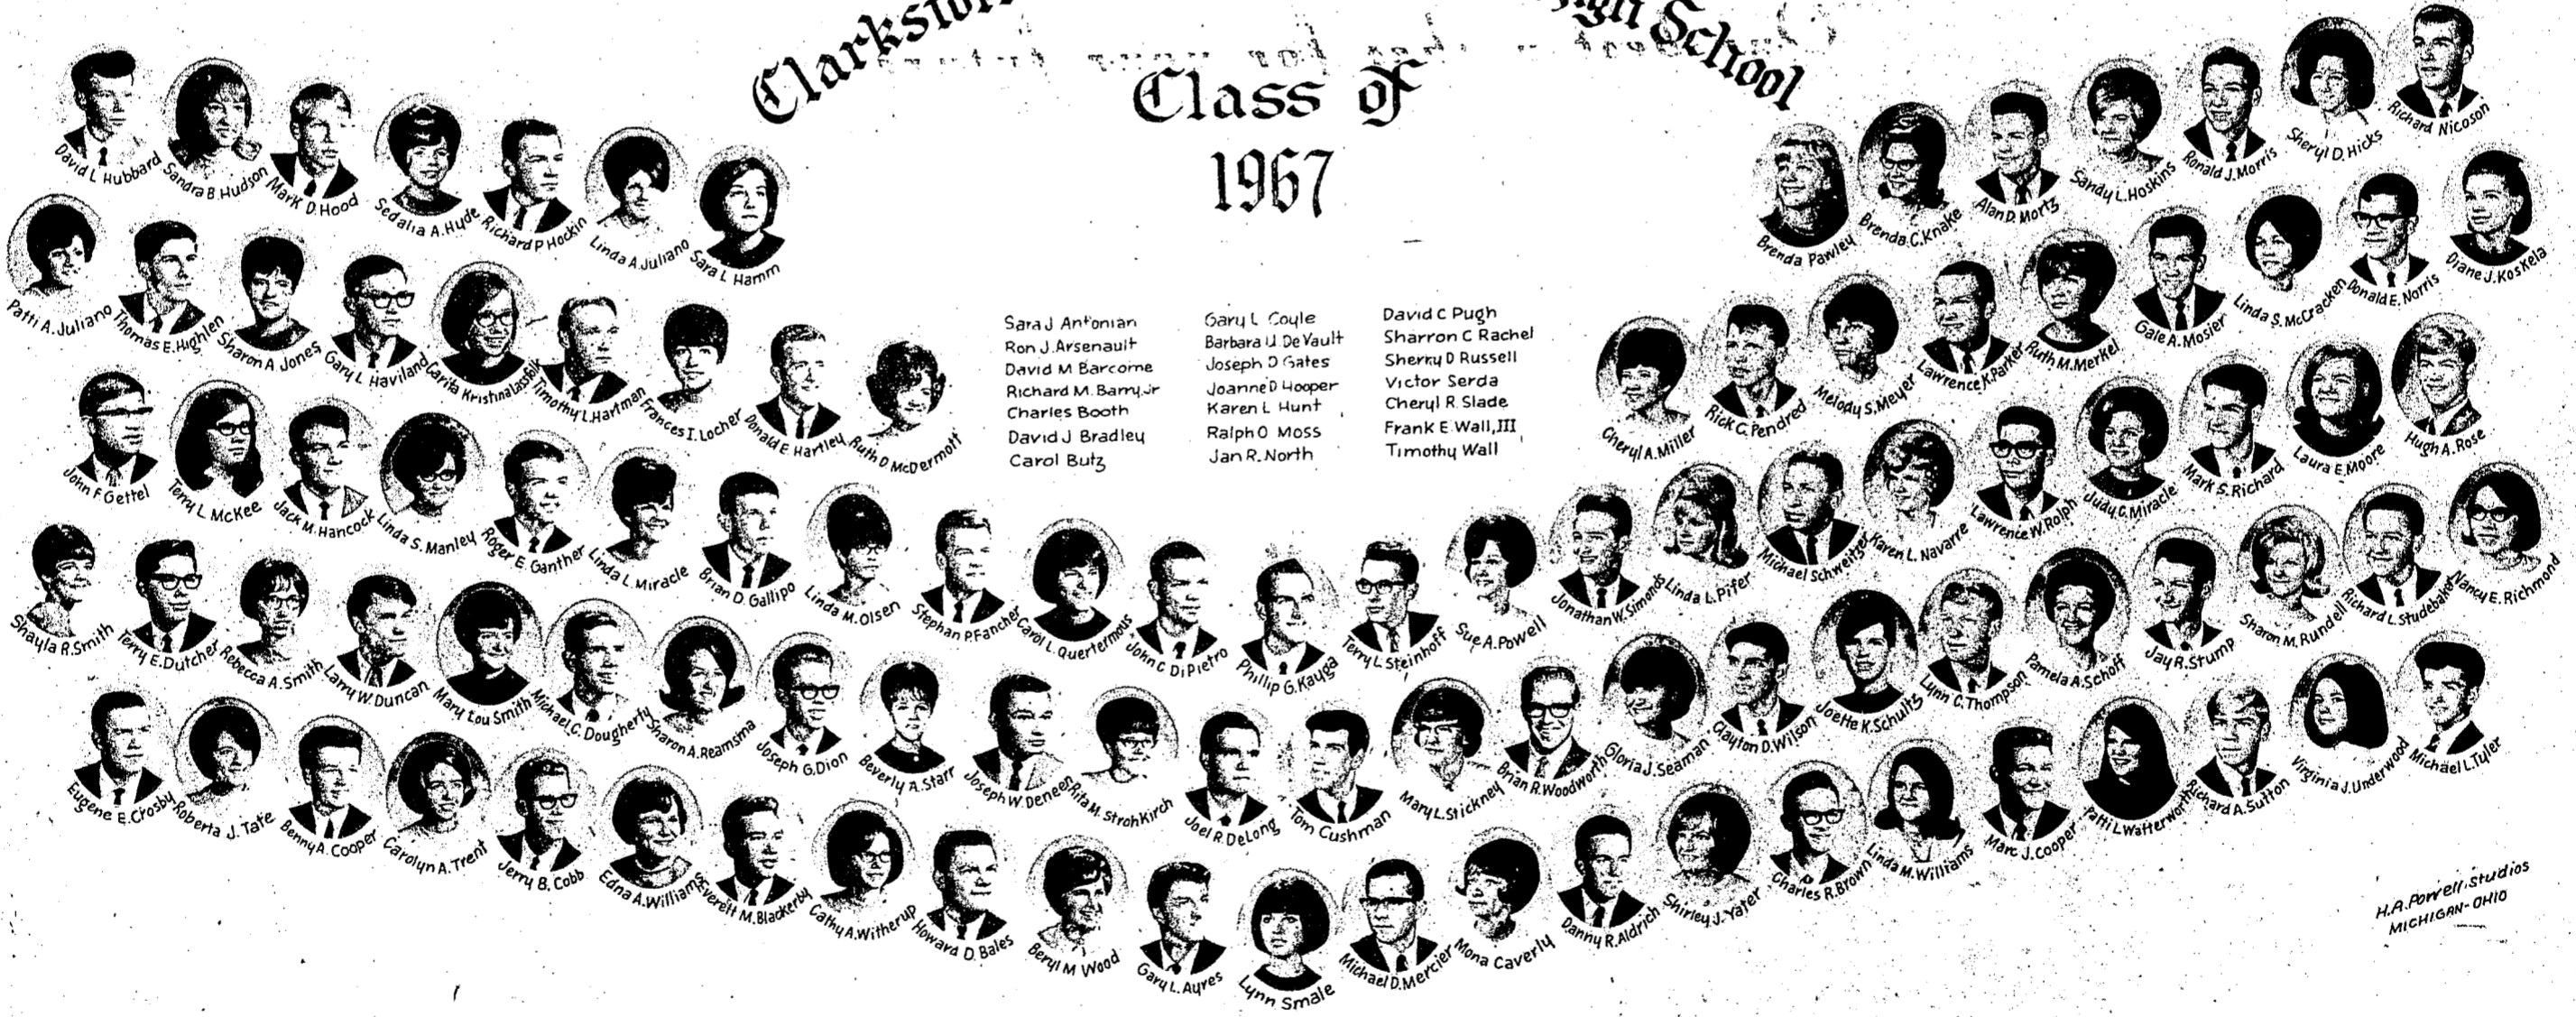 Clarkston
High School
Class of
1967
David L. Hubbard
Sandra B. Hudson
Mark D. Hood
Sedalia A. Hyde
Richard P. Hockin
Linda A. Juliano
Sara L. Hamm
Brenda Pawley
Brenda C. Knake
Alan D. Mortz
Sandy L. Hoskins
Ronald J. Morris
Sheryl D. Hicks
Richard Nicoson
Patti A. Juliano
Thomas E. Highlen
Sharon A. Jones
Gary L. Haviland
Timothy L. Hartman
Frances I. Locher
Donald E. Hartley
Ruth D McDermott
Sara J Antonian
Ron J. Arsenault
David M Barcome
Richard M. Barry, Jr
Charles Booth
David J Bradley
Carol Butz
Gary L Coyle
Barbara U DeVault
Joseph D Gates
Joanne D Hooper
Karen L Hunt
Ralph O Moss
Jan R. North
David C Pugh
Sharron C Rachel
Sherry D Russell
Victor Serda
Cheryl R. Slade
Frank E Wall, III
Timothy Wall
Cheryl A. Miller
Rick C. Pendred
Melody S. Meyer
Lawrence K. Parker
Ruth M. Merkel
Gale A. Mosier
Linda S. McCracken
Donald E. Norris
Diane J. Koskela
John F. Gettel
Terry L. McKee
Jack M. Hancock
Linda S. Manley
Roger E. Ganther
Linda L. Miracle
Brian D. Gallipo
Linda M. Olsen
Stephan P. Fancher
Carol L. Quertermous
John C DiPietro
Phillip G. Kayga
Terry L. Steinhoff
Sue A. Powell
Jonathan W. Simonds
Linda L. Pifer
Michael Schweitzer
Karen L. Navarre
Lawrence W. Rolph
Judy C. Miracle
Mark S. Richard
Laura E. Moore
Hugh A. Rose
Shayla R. Smith
Terry E. Dutcher
Rebecca A. Smith
Larry W. Duncan
Mary Lou Smith
Michael C. Dougherty
Sharon A. Reamsma
Joseph G. Dion
Beverly A. Starr
Joseph W. Denees
Rita M. Strohkirch
Joel R. DeLong
Tom Cushman
Mary L. Stickney
Brian R. Woodworth
Gloria J. Seaman
Clayton D. Wilson
Joette K. Schultz
Lynn C. Thompson
Pamela A. Schoff
Jay R. Stump
Sharon M. Rundell
Richard L. Studebaker
Nancy E. Richmond
Eugene E. Crosby
Roberta J. Tate
Benny A. Cooper
Carolyn A. Trent
Jerry B. Cobb
Edna A. Williams
Everett M. Blackerby
Cathy A. Witherup
Howard D. Bales
Beryl M Wood
Gary L. Ayres
Lynn Smale
Michael D. Mercier
Mona Caverly
Danny R. Aldrich
Shirley J. Yater
Charles R. Brown
Linda M. Williams
Marc J. Cooper
Patti L. Watterworth
Richard A. Sutton
Virginia J. Underwood
Michael L. Tyler
H.A. Powell Studios
MICHIGAN-OHIO